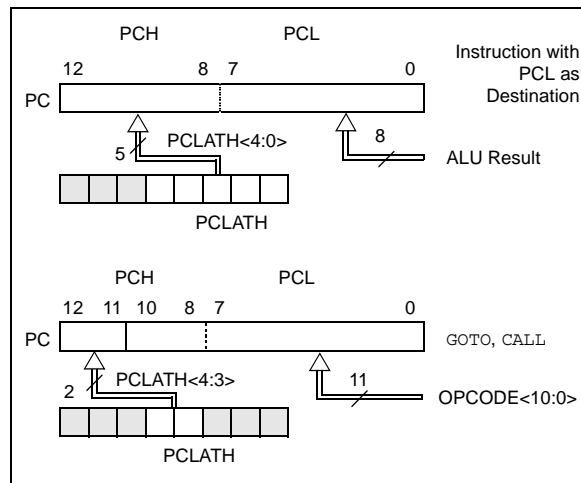 PCH PCL
12 8 7 0
Instruction with
PCL as
Destination
PC
5 PCLATH<4:0> 8
ALU Result
PCLATH
PCH PCL
12 11 10 8 7 0
PC GOTO, CALL
2 PCLATH<4:3> 11
OPCODE<10:0>
PCLATH